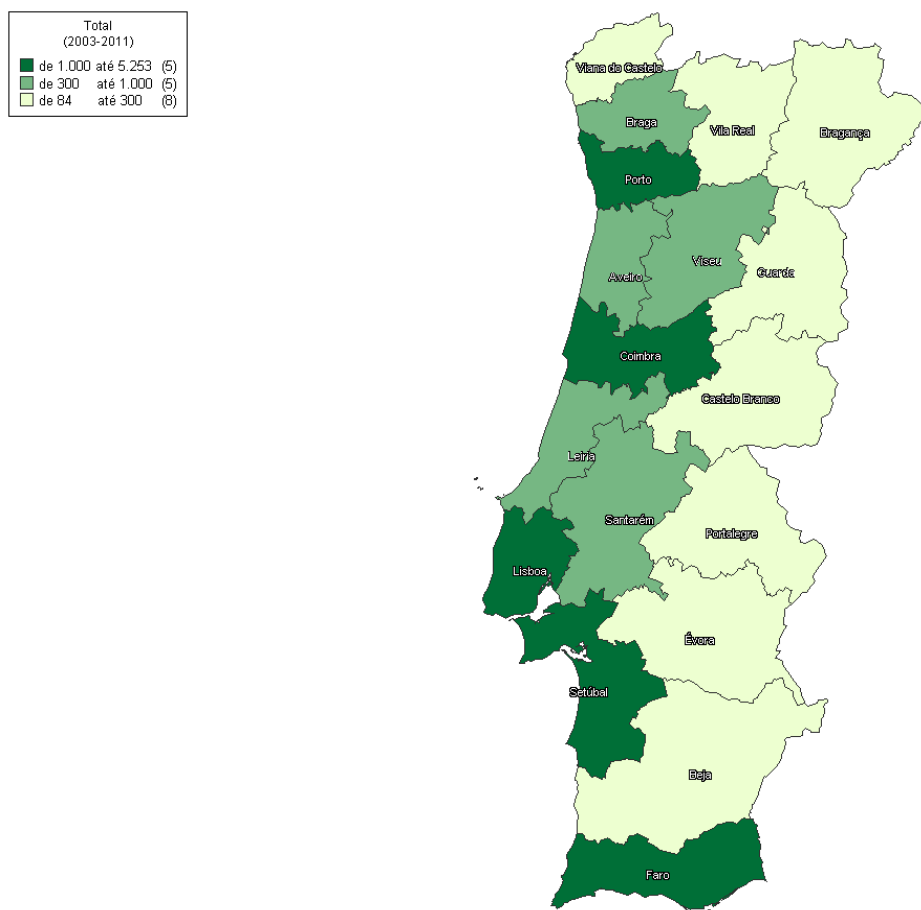 Total
(2003-2011)
de 1.000 até 5.253 (5)
de 300 até 1.000 (5)
de 84 até 300 (8)
Viana do Castelo
Braga
Vila Real
Bragança
Porto
Aveiro
Viseu
Guarda
Coimbra
Castelo Branco
Leiria
Santarém
Portalegre
Lisboa
Évora
Setúbal
Beja
Faro